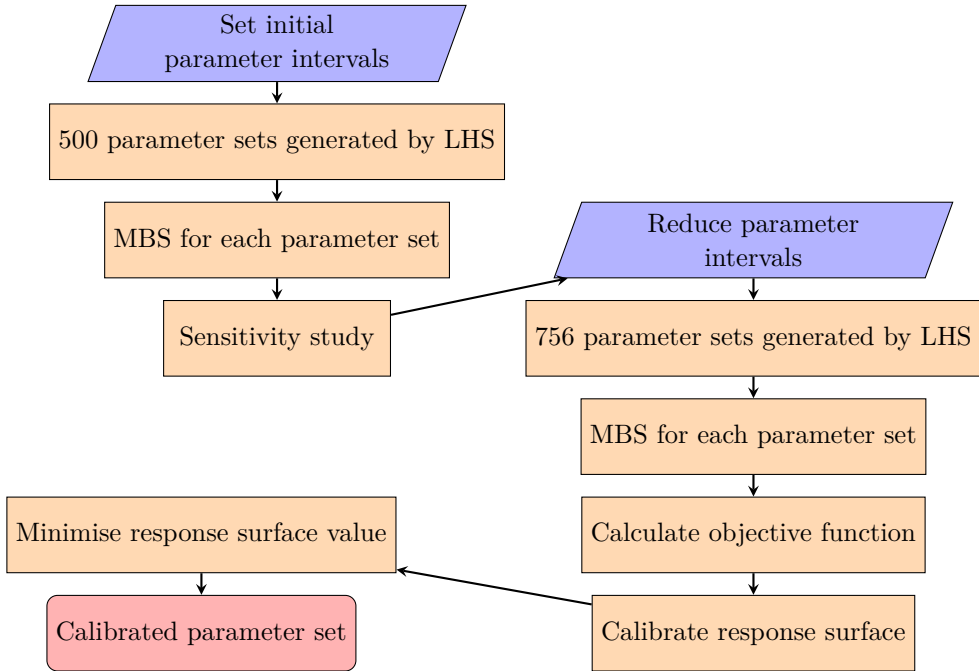 Set initial
parameter intervals
500 parameter sets generated by LHS
MBS for each parameter set
Sensitivity study
Reduce parameter
intervals
756 parameter sets generated by LHS
MBS for each parameter set
Calculate objective function
Calibrate response surface
Minimise response surface value
Calibrated parameter set